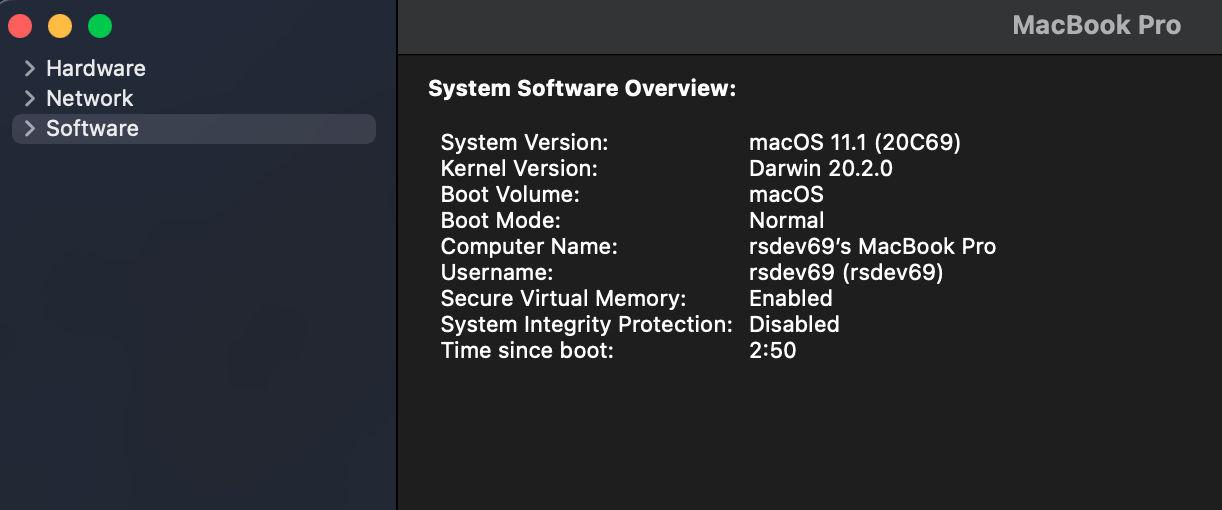 MacBook Pro
Hardware
Network
Software
System Software Overview:
System Version: macOS 11.1 (20C69)
Kernel Version: Darwin 20.2.0
Boot Volume: macOS
Boot Mode: Normal
Computer Name: rsdev69’s MacBook Pro
Username: rsdev69 (rsdev69)
Secure Virtual Memory: Enabled
System Integrity Protection: Disabled
Time since boot: 2:50